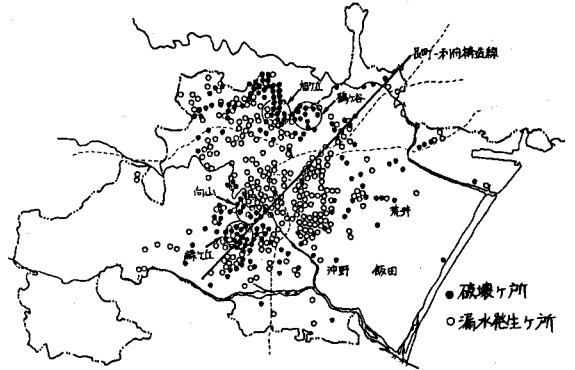 長町-利府構造線
旭ケ丘
鶴ケ谷
向山
緑ケ丘
荒井
沖野
飯田
●破壊ケ所
○漏水発生ケ所